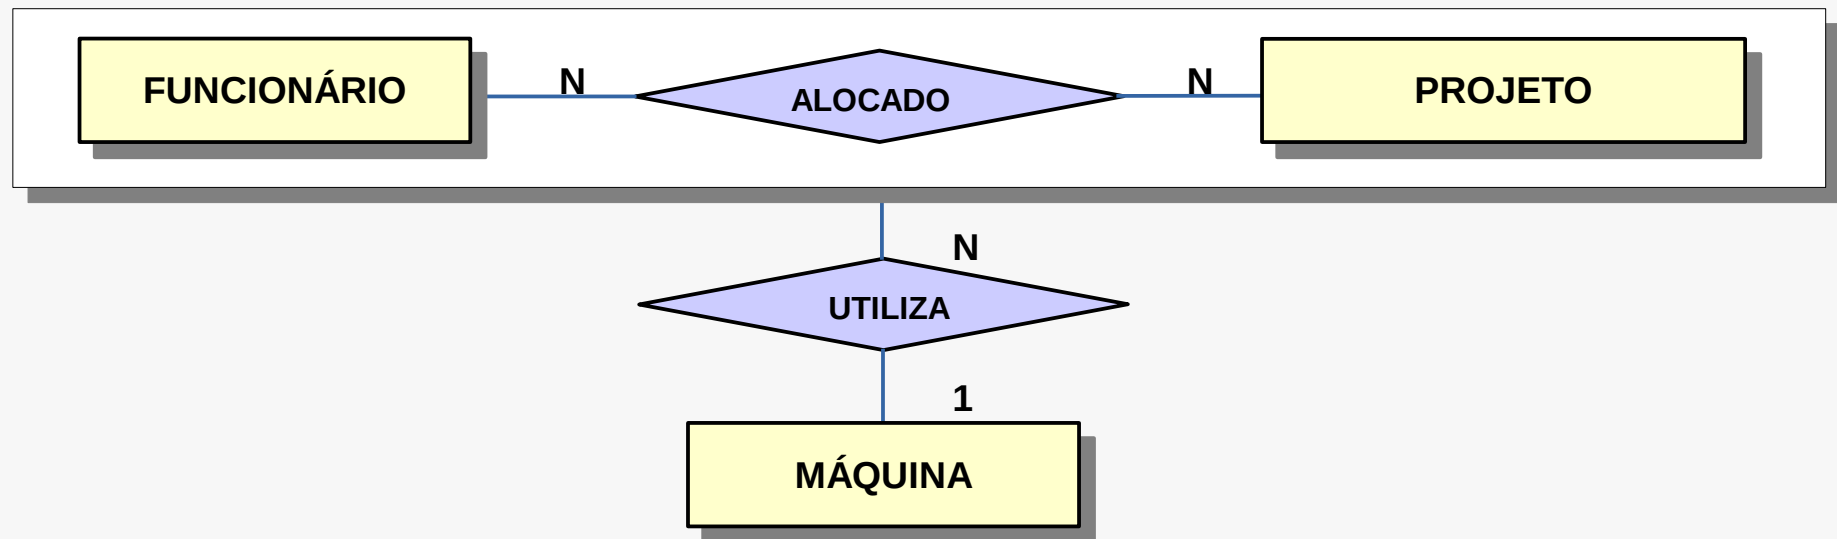 FUNCIONÁRIO N ALOCADO N PROJETO
N
UTILIZA
1
MÁQUINA